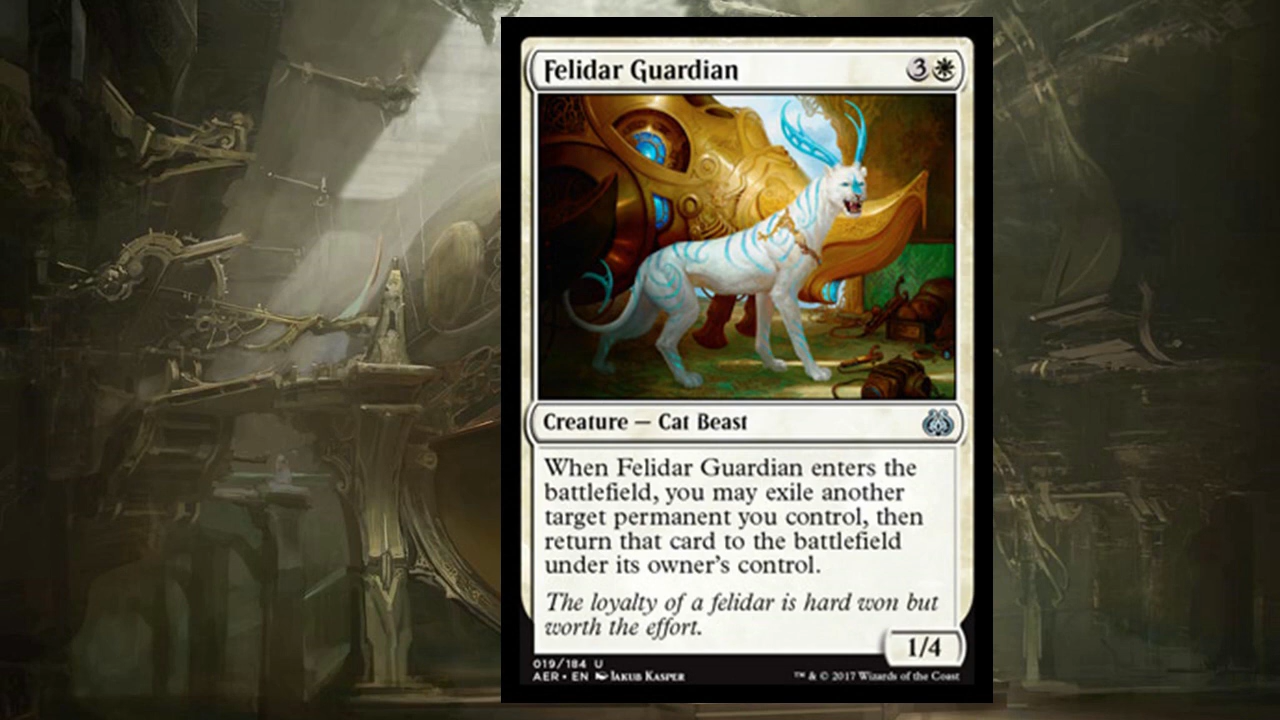 Felidar Guardian 3
Creature — Cat Beast
When Felidar Guardian enters the
battlefield, you may exile another
target permanent you control, then
return that card to the battlefield
under its owner's control.
The loyalty of a felidar is hard won but
worth the effort.
1/4
019/184 U
AER • EN Jakub Kasper
™ & © 2017 Wizards of the Coast